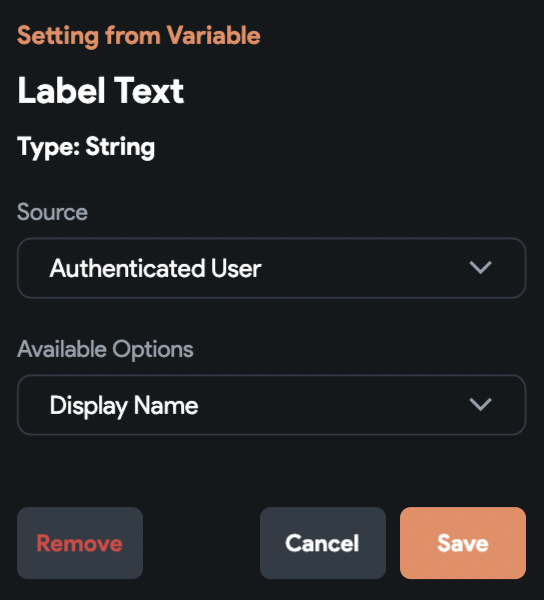 Setting from Variable
Label Text
Type: String
Source
Authenticated User
Available Options
Display Name
Remove Cancel Save